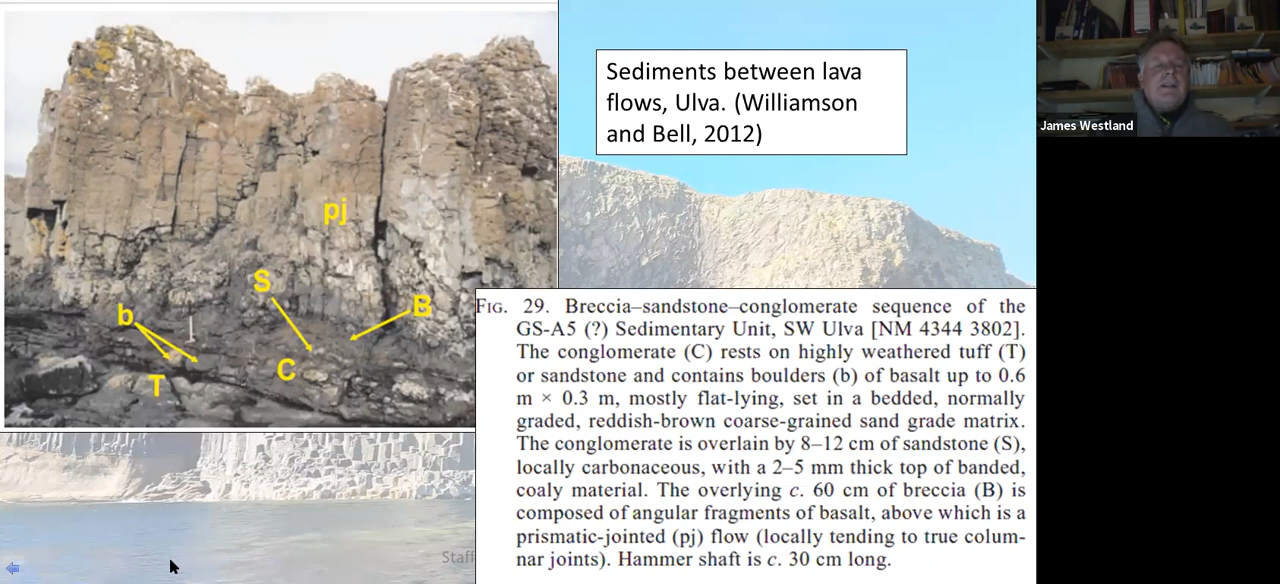 Sediments between lava
flows, Ulva. (Williamson
and Bell, 2012)
James Westland
pj
S
b
B
C
T
FIG. 29. Breccia–sandstone–conglomerate sequence of the
GS-A5 (?) Sedimentary Unit, SW Ulva [NM 4344 3802].
The conglomerate (C) rests on highly weathered tuff (T)
or sandstone and contains boulders (b) of basalt up to 0.6
m × 0.3 m, mostly flat-lying, set in a bedded, normally
graded, reddish-brown coarse-grained sand grade matrix.
The conglomerate is overlain by 8–12 cm of sandstone (S),
locally carbonaceous, with a 2–5 mm thick top of banded,
coaly material. The overlying c. 60 cm of breccia (B) is
composed of angular fragments of basalt, above which is a
prismatic-jointed (pj) flow (locally tending to true colum-
nar joints). Hammer shaft is c. 30 cm long.
Staff